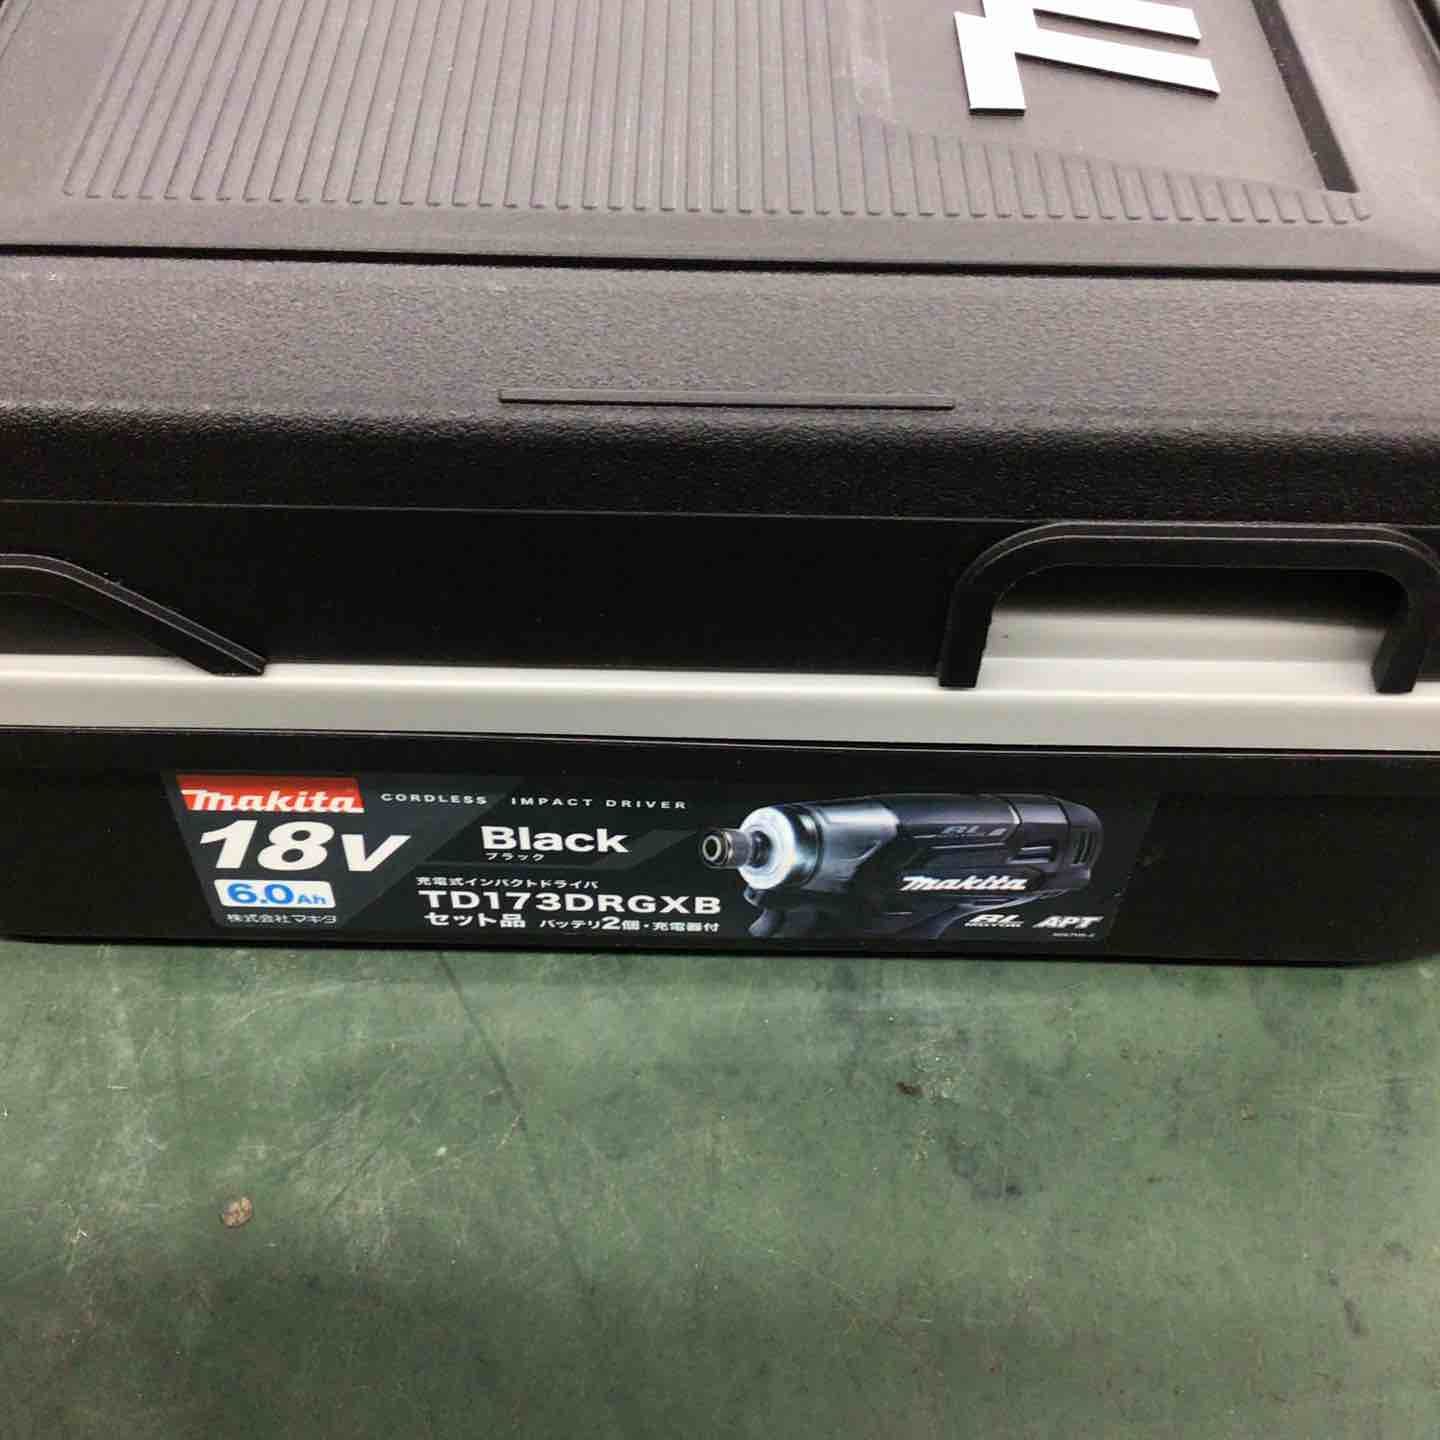 makita CORDLESS IMPACT DRIVER
18V Black
ブラック
6.0Ah
充電式インパクトドライバ
TD173DRGXB
株式会社マキタ
セット品 バッテリ2個・充電器付
BL
makita
BL MOTOR APT